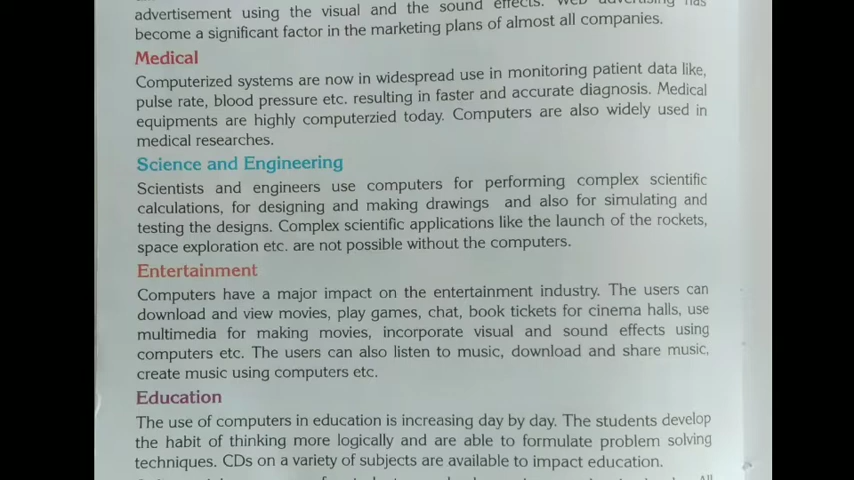 advertisement using the visual and the sound effects. Web advertising has
become a significant factor in the marketing plans of almost all companies.
Medical
Computerized systems are now in widespread use in monitoring patient data like,
pulse rate, blood pressure etc. resulting in faster and accurate diagnosis. Medical
equipments are highly computerzied today. Computers are also widely used in
medical researches.
Science and Engineering
Scientists and engineers use computers for performing complex scientific
calculations, for designing and making drawings and also for simulating and
testing the designs. Complex scientific applications like the launch of the rockets,
space exploration etc. are not possible without the computers.
Entertainment
Computers have a major impact on the entertainment industry. The users can
download and view movies, play games, chat, book tickets for cinema halls, use
multimedia for making movies, incorporate visual and sound effects using
computers etc. The users can also listen to music, download and share music,
create music using computers etc.
Education
The use of computers in education is increasing day by day. The students develop
the habit of thinking more logically and are able to formulate problem solving
techniques. CDs on a variety of subjects are available to impact education.